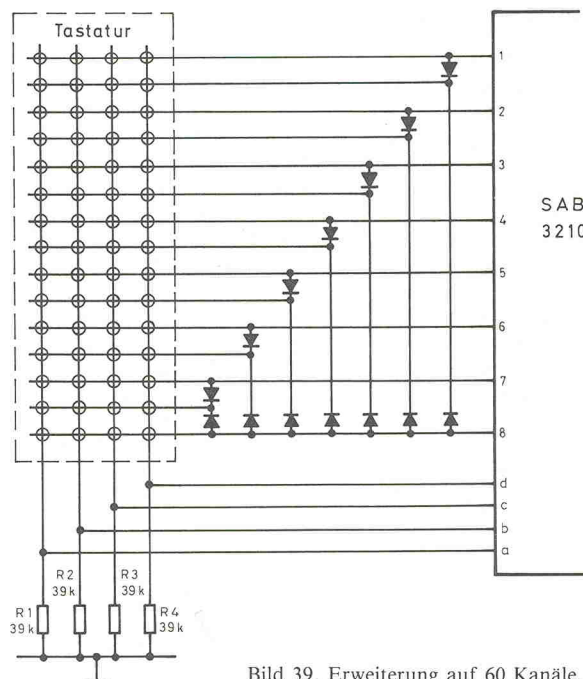 Tastatur
1
2
3
4
5
6
7
8
SAB
3210
d
c
b
a
R1
39k
R2
39k
R3
39k
R4
39k
Bild 39 Erweiterung auf 60 Kanäle